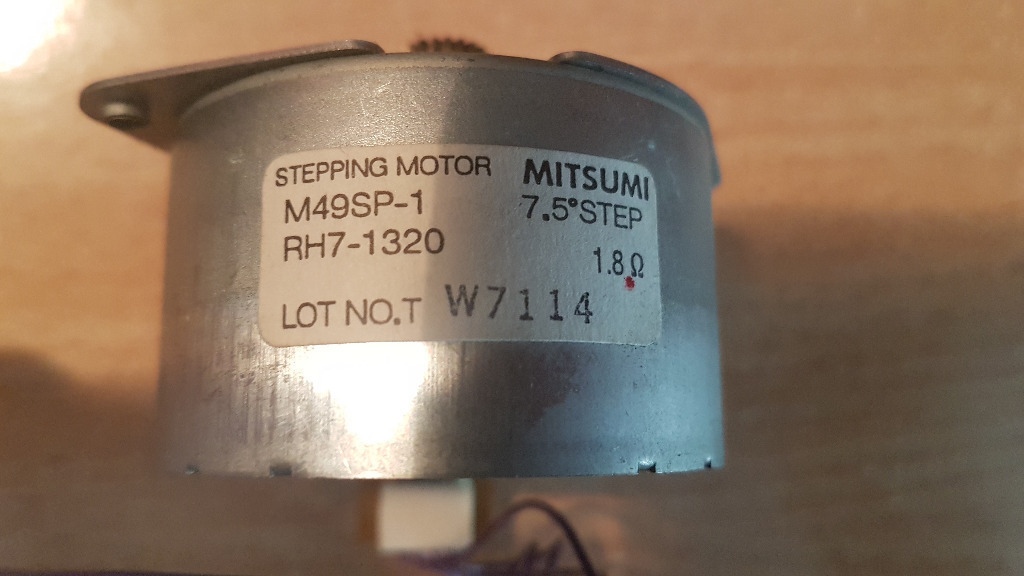 STEPPING MOTOR MITSUMI
M49SP-1 7.5°STEP
RH7-1320
1.8Ω
LOT NO.T W7114